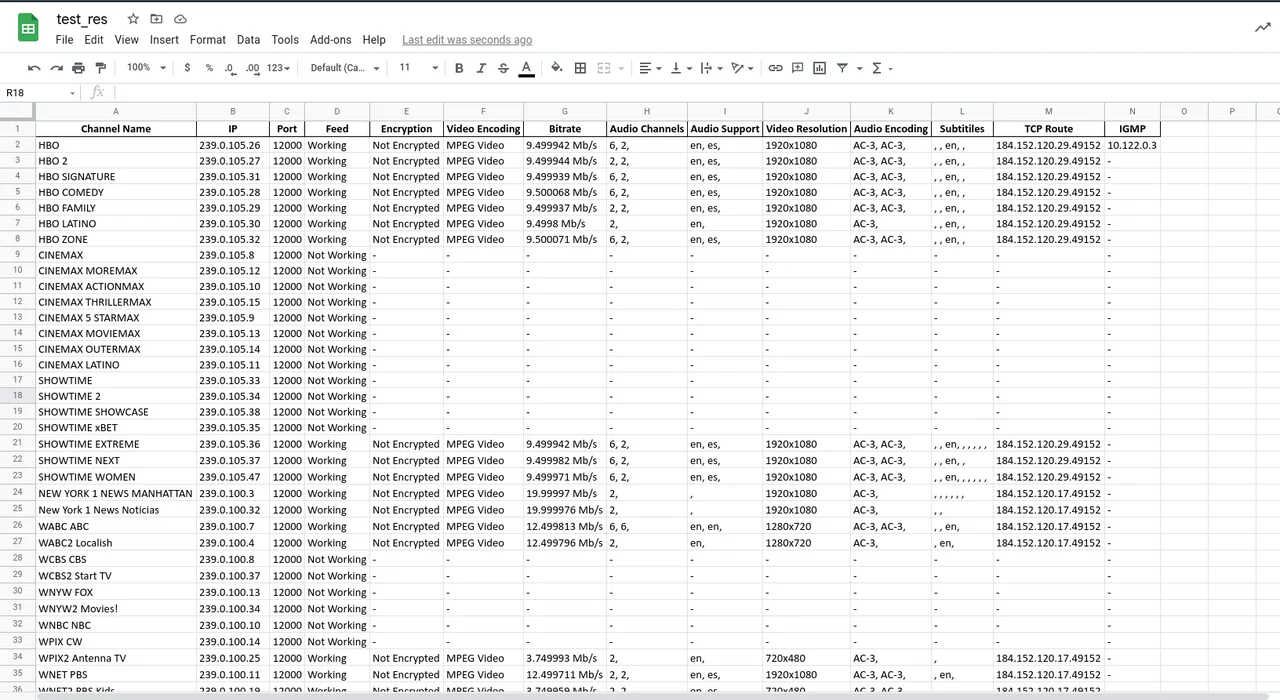 test_res
File Edit View Insert Format Data Tools Add-ons Help Last edit was seconds ago
100% $ % .0 .00 123 Default (Ca... 11 B I S A
R18 fx
A B C D E F G H I J K L M N O P
1 Channel Name IP Port Feed Encryption Video Encoding Bitrate Audio Channels Audio Support Video Resolution Audio Encoding Subtitiles TCP Route IGMP
2 HBO 239.0.105.26 12000 Working Not Encrypted MPEG Video 9.499942 Mb/s 6, 2, en, es, 1920x1080 AC-3, AC-3, , , en, , 184.152.120.29.49152 10.122.0.3
3 HBO 2 239.0.105.27 12000 Working Not Encrypted MPEG Video 9.499944 Mb/s 2, 2, en, es, 1920x1080 AC-3, AC-3, , , en, , 184.152.120.29.49152 -
4 HBO SIGNATURE 239.0.105.31 12000 Working Not Encrypted MPEG Video 9.499939 Mb/s 6, 2, en, es, 1920x1080 AC-3, AC-3, , , en, , 184.152.120.29.49152 -
5 HBO COMEDY 239.0.105.28 12000 Working Not Encrypted MPEG Video 9.500068 Mb/s 6, 2, en, es, 1920x1080 AC-3, AC-3, , , en, , 184.152.120.29.49152 -
6 HBO FAMILY 239.0.105.29 12000 Working Not Encrypted MPEG Video 9.499937 Mb/s 2, 2, en, es, 1920x1080 AC-3, AC-3, , , en, , 184.152.120.29.49152 -
7 HBO LATINO 239.0.105.30 12000 Working Not Encrypted MPEG Video 9.4998 Mb/s 2, en, 1920x1080 AC-3, , , en, , 184.152.120.29.49152 -
8 HBO ZONE 239.0.105.32 12000 Working Not Encrypted MPEG Video 9.500071 Mb/s 6, 2, en, es, 1920x1080 AC-3, AC-3, , , en, , 184.152.120.29.49152 -
9 CINEMAX 239.0.105.8 12000 Not Working - - - - - - - - - -
10 CINEMAX MOREMAX 239.0.105.12 12000 Not Working - - - - - - - - - -
11 CINEMAX ACTIONMAX 239.0.105.10 12000 Not Working - - - - - - - - - -
12 CINEMAX THRILLERMAX 239.0.105.15 12000 Not Working - - - - - - - - - -
13 CINEMAX 5 STARMAX 239.0.105.9 12000 Not Working - - - - - - - - - -
14 CINEMAX MOVIEMAX 239.0.105.13 12000 Not Working - - - - - - - - - -
15 CINEMAX OUTERMAX 239.0.105.14 12000 Not Working - - - - - - - - - -
16 CINEMAX LATINO 239.0.105.11 12000 Not Working - - - - - - - - - -
17 SHOWTIME 239.0.105.33 12000 Not Working - - - - - - - - - -
18 SHOWTIME 2 239.0.105.34 12000 Not Working - - - - - - - - - -
19 SHOWTIME SHOWCASE 239.0.105.38 12000 Not Working - - - - - - - - - -
20 SHOWTIME xBET 239.0.105.35 12000 Not Working - - - - - - - - - -
21 SHOWTIME EXTREME 239.0.105.36 12000 Working Not Encrypted MPEG Video 9.499942 Mb/s 6, 2, en, es, 1920x1080 AC-3, AC-3, , , en, , , , , 184.152.120.29.49152 -
22 SHOWTIME NEXT 239.0.105.37 12000 Working Not Encrypted MPEG Video 9.499982 Mb/s 6, 2, en, es, 1920x1080 AC-3, AC-3, , , en, , 184.152.120.29.49152 -
23 SHOWTIME WOMEN 239.0.105.47 12000 Working Not Encrypted MPEG Video 9.499971 Mb/s 6, 2, en, es, 1920x1080 AC-3, AC-3, , , en, , , , , 184.152.120.29.49152 -
24 NEW YORK 1 NEWS MANHATTAN 239.0.100.3 12000 Working Not Encrypted MPEG Video 19.99997 Mb/s 2, , 1920x1080 AC-3, , , , , , , 184.152.120.17.49152 -
25 New York 1 News Noticias 239.0.100.32 12000 Working Not Encrypted MPEG Video 19.999976 Mb/s 2, , 1920x1080 AC-3, , , 184.152.120.17.49152 -
26 WABC ABC 239.0.100.7 12000 Working Not Encrypted MPEG Video 12.499813 Mb/s 6, 6, en, en, 1280x720 AC-3, AC-3, , , en, 184.152.120.17.49152 -
27 WABC2 Localish 239.0.100.4 12000 Working Not Encrypted MPEG Video 12.499796 Mb/s 2, en, 1280x720 AC-3, , en, 184.152.120.17.49152 -
28 WCBS CBS 239.0.100.8 12000 Not Working - - - - - - - - - -
29 WCBS2 Start TV 239.0.100.37 12000 Not Working - - - - - - - - - -
30 WNYW FOX 239.0.100.13 12000 Not Working - - - - - - - - - -
31 WNYW2 Movies! 239.0.100.34 12000 Not Working - - - - - - - - - -
32 WNBC NBC 239.0.100.10 12000 Not Working - - - - - - - - - -
33 WPIX CW 239.0.100.14 12000 Not Working - - - - - - - - - -
34 WPIX2 Antenna TV 239.0.100.25 12000 Working Not Encrypted MPEG Video 3.749993 Mb/s 2, en, 720x480 AC-3, , 184.152.120.17.49152 -
35 WNET PBS 239.0.100.11 12000 Working Not Encrypted MPEG Video 12.499711 Mb/s 2, 2, en, es, 1920x1080 AC-3, AC-3, , en, 184.152.120.17.49152 -
36 WNET2 PBS Kids 239.0.100.19 12000 Working Not Encrypted MPEG Video 3.749959 Mb/s 2, 2, en, es, 720x480 AC-3, AC-3, 184.152.120.17.49152